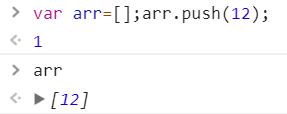 > var arr=[];arr.push(12);
1
> arr
▶[12]